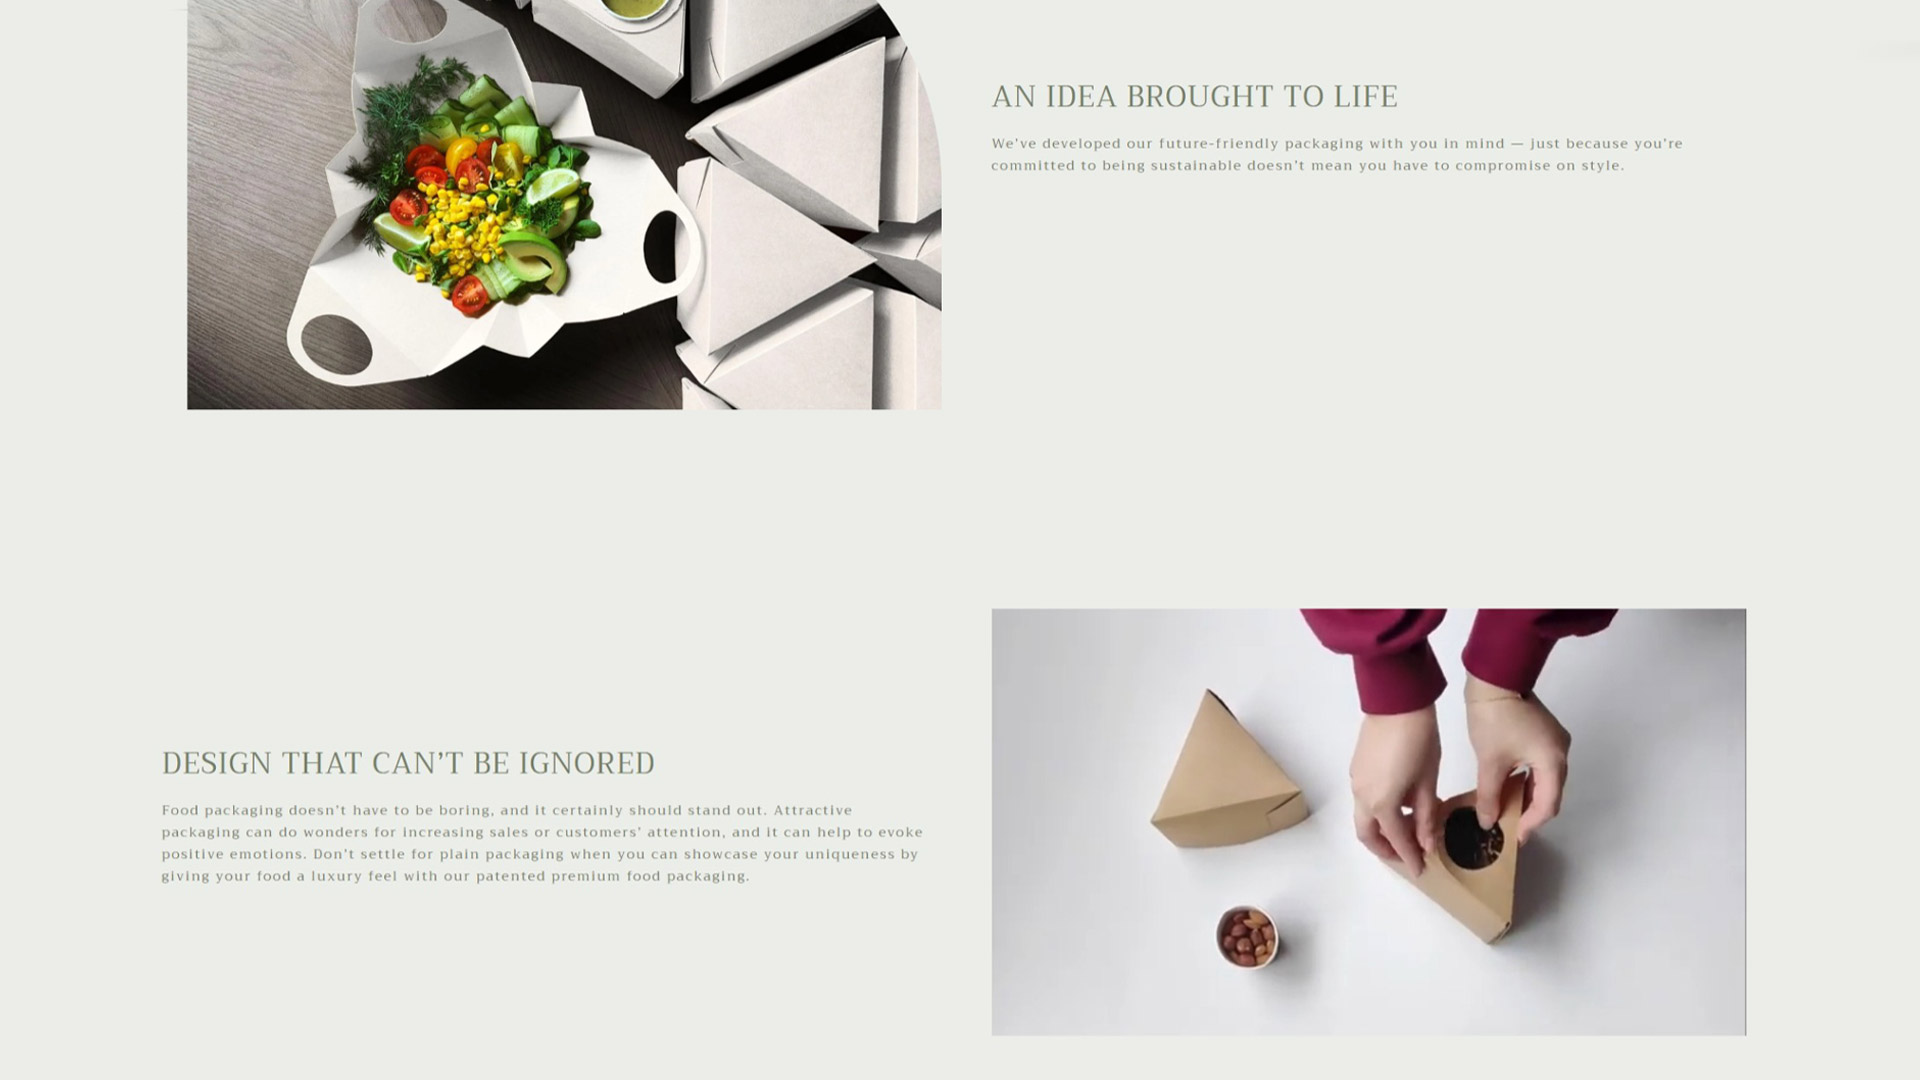 AN IDEA BROUGHT TO LIFE
We’ve developed our future-friendly packaging with you in mind — just because you’re
committed to being sustainable doesn’t mean you have to compromise on style.
DESIGN THAT CAN’T BE IGNORED
Food packaging doesn’t have to be boring, and it certainly should stand out. Attractive
packaging can do wonders for increasing sales or customers’ attention, and it can help to evoke
positive emotions. Don’t settle for plain packaging when you can showcase your uniqueness by
giving your food a luxury feel with our patented premium food packaging.